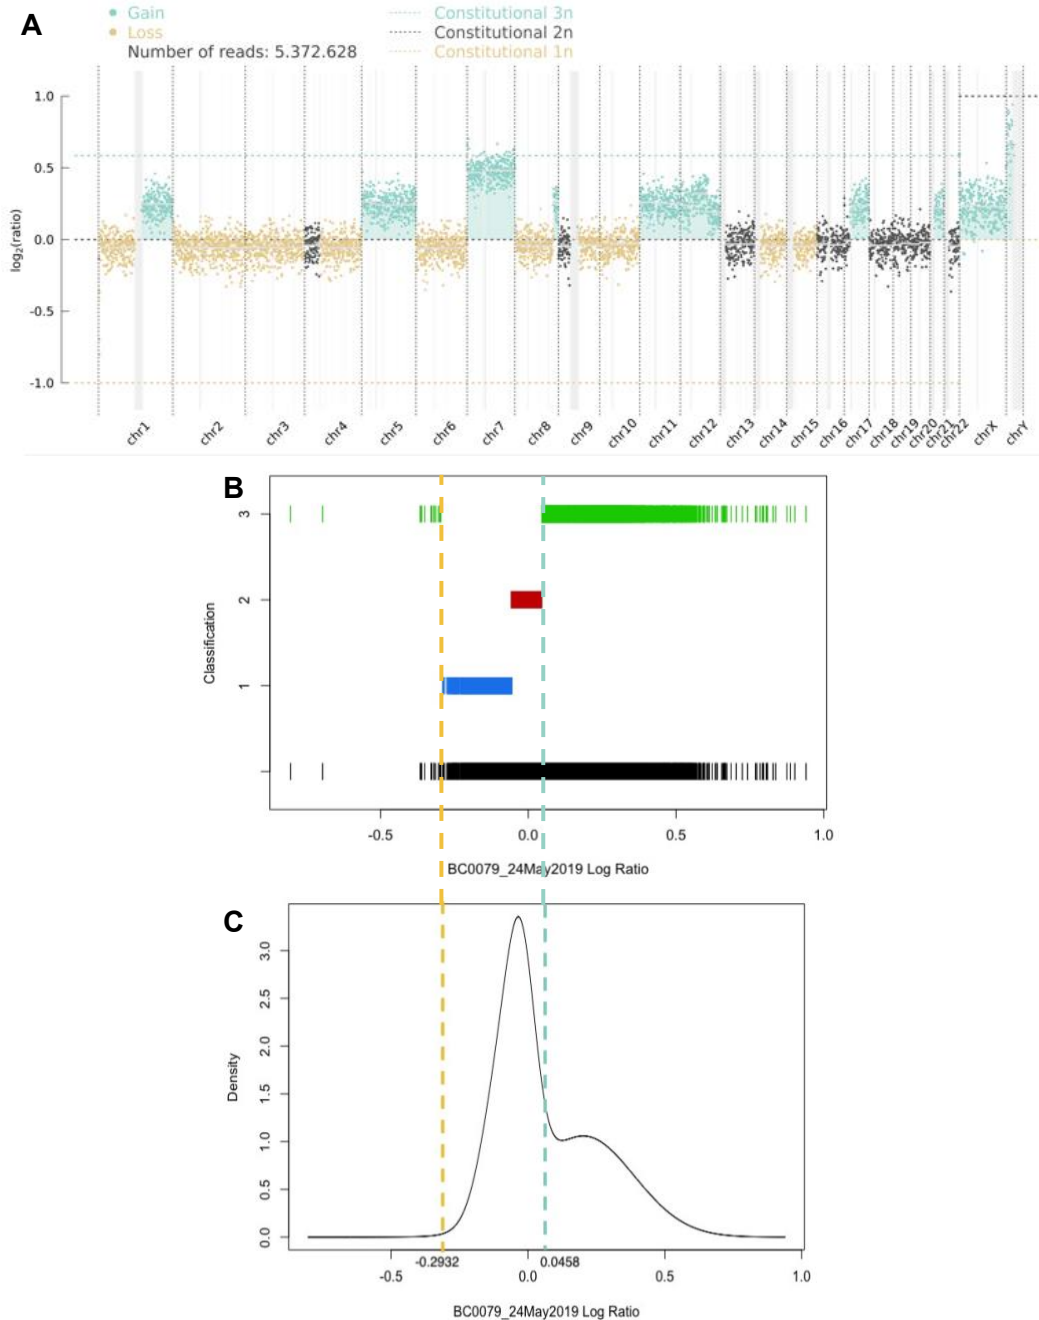 A
Gain
Loss
Number of reads: 5.372.628
Constitutional 3n
Constitutional 2n
Constitutional 1n
log2(ratio)
1.0
0.5
0.0
-0.5
-1.0
chr1 chr2 chr3 chr4 chr5 chr6 chr7 chr8 chr9 chr10 chr11 chr12 chr13 chr14 chr15 chr16 chr17 chr18 chr19 chr20 chr21 chr22 chrX chrY
B
Classification
3
2
1
-0.5 0.0 0.5 1.0
BC0079_24May2019 Log Ratio
C
Density
3.0
2.5
2.0
1.5
1.0
0.5
0.0
-0.2932 0.0458
-0.5 0.0 0.5 1.0
BC0079_24May2019 Log Ratio